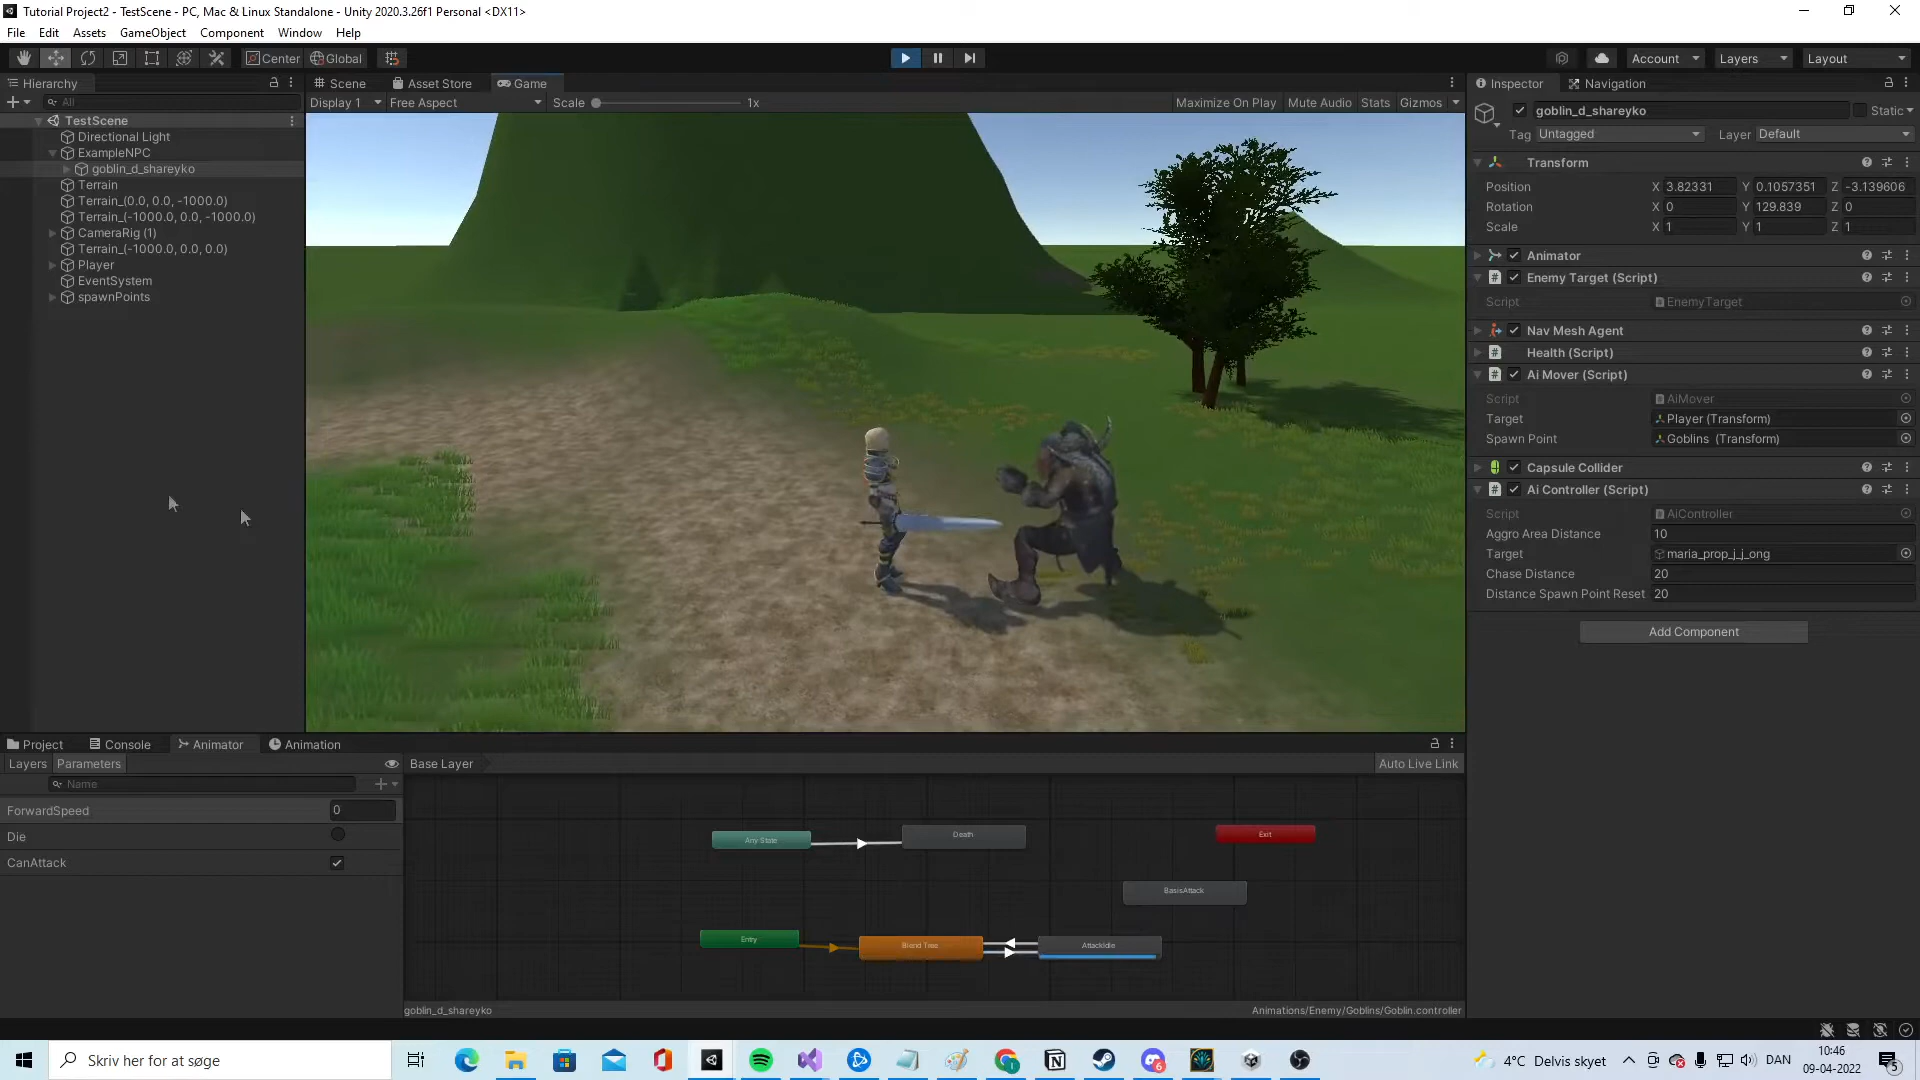 Tutorial Project2 - TestScene - PC, Mac & Linux Standalone - Unity 2020.3.26f1 Personal <DX11>
File Edit Assets GameObject Component Window Help
Center Global Account Layers Layout
Hierarchy Scene Asset Store Game Inspector Navigation
All Display 1 Free Aspect Scale 1x Maximize On Play Mute Audio Stats Gizmos
goblin_d_shareyko Static
Tag Untagged Layer Default
TestScene
Directional Light
ExampleNPC
goblin_d_shareyko
Terrain
Terrain_(0.0, 0.0, -1000.0)
Terrain_(-1000.0, 0.0, -1000.0)
CameraRig (1)
Terrain_(-1000.0, 0.0, 0.0)
Player
EventSystem
spawnPoints
Transform
Position X 3.82331 Y 0.1057351 Z -3.139606
Rotation X 0 Y 129.839 Z 0
Scale X 1 Y 1 Z 1
Animator
Enemy Target (Script)
Script EnemyTarget
Nav Mesh Agent
Health (Script)
Ai Mover (Script)
Script AiMover
Target Player (Transform)
Spawn Point Goblins (Transform)
Capsule Collider
Ai Controller (Script)
Script AiController
Aggro Area Distance 10
Target maria_prop_j_j_ong
Chase Distance 20
Distance Spawn Point Reset 20
Add Component
Project Console Animator Animation
Layers Parameters Base Layer Auto Live Link
Name
ForwardSpeed 0
Die
CanAttack
Any State Death Exit
BasisAttack
Entry Blend Tree AttackIdle
goblin_d_shareyko Animations/Enemy/Goblins/Goblin.controller
Skriv her for at søge
6
4°C Delvis skyet DAN
10:46
09-04-2022
5